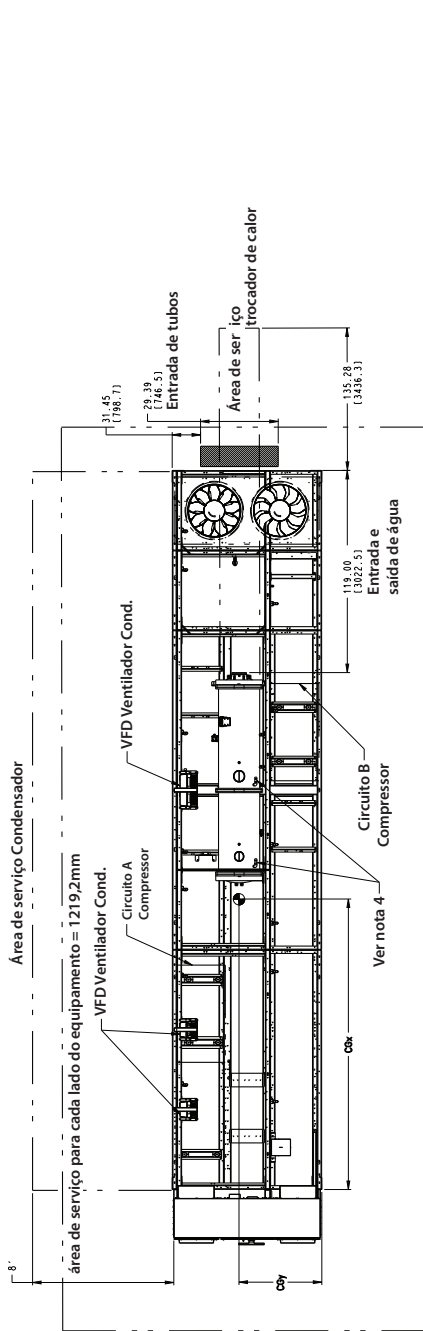 Área de serviço Condensador
8'
área de serviço para cada lado do equipamento = 1219,2mm
VFD Ventilador Cond.
Circuito A
Compressor
VFD Ventilador Cond.
31.45
[798.7]
29.39
[746.5]
Entrada de tubos
Área de ser iço
trocador de calor
135.28
[3436.3]
119.00
[3022.5]
Entrada e
saída de água
Circuito B
Compressor
Ver nota 4
CGx
CGy